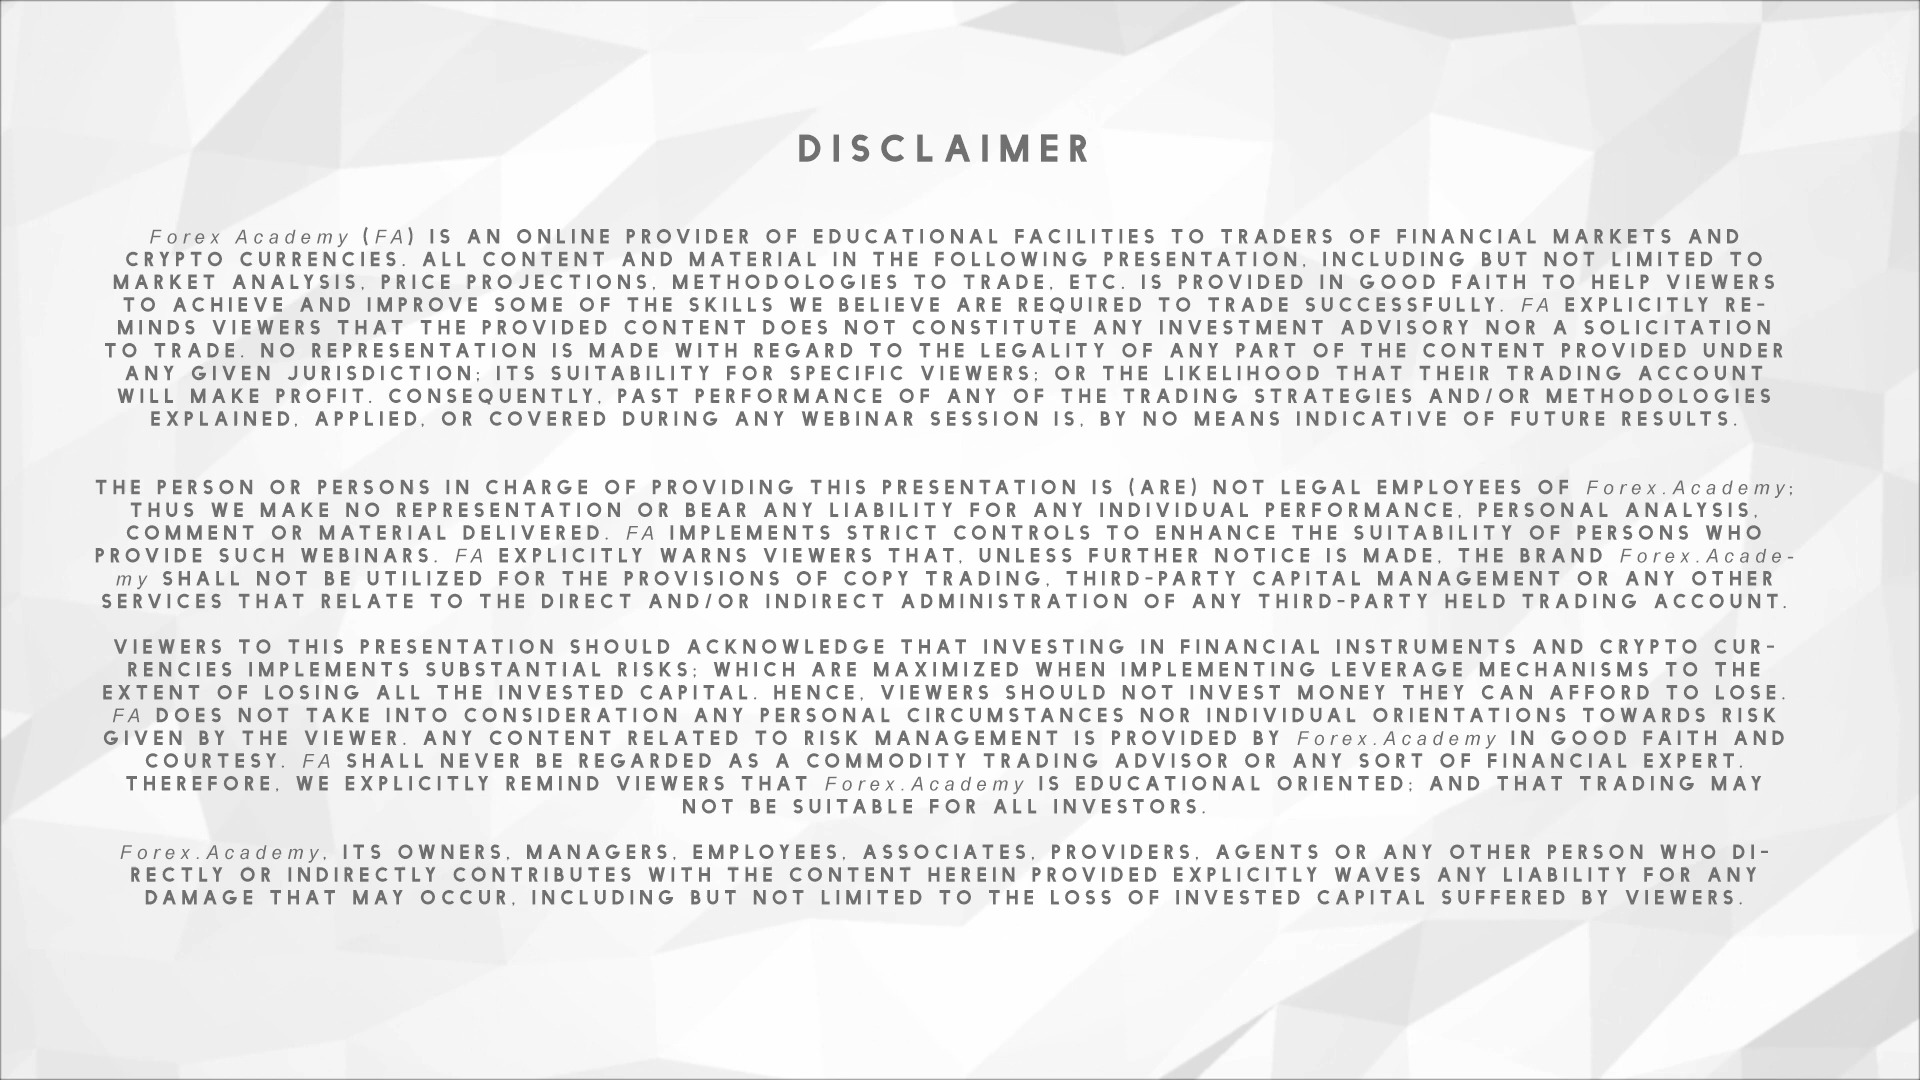 DISCLAIMER
Forex Academy (FA) IS AN ONLINE PROVIDER OF EDUCATIONAL FACILITIES TO TRADERS OF FINANCIAL MARKETS AND
CRYPTO CURRENCIES. ALL CONTENT AND MATERIAL IN THE FOLLOWING PRESENTATION, INCLUDING BUT NOT LIMITED TO
MARKET ANALYSIS, PRICE PROJECTIONS, METHODOLOGIES TO TRADE, ETC. IS PROVIDED IN GOOD FAITH TO HELP VIEWERS
TO ACHIEVE AND IMPROVE SOME OF THE SKILLS WE BELIEVE ARE REQUIRED TO TRADE SUCCESSFULLY. FA EXPLICITLY RE-
MINDS VIEWERS THAT THE PROVIDED CONTENT DOES NOT CONSTITUTE ANY INVESTMENT ADVISORY NOR A SOLICITATION
TO TRADE. NO REPRESENTATION IS MADE WITH REGARD TO THE LEGALITY OF ANY PART OF THE CONTENT PROVIDED UNDER
ANY GIVEN JURISDICTION; ITS SUITABILITY FOR SPECIFIC VIEWERS; OR THE LIKELIHOOD THAT THEIR TRADING ACCOUNT
WILL MAKE PROFIT. CONSEQUENTLY, PAST PERFORMANCE OF ANY OF THE TRADING STRATEGIES AND/OR METHODOLOGIES
EXPLAINED, APPLIED, OR COVERED DURING ANY WEBINAR SESSION IS, BY NO MEANS INDICATIVE OF FUTURE RESULTS.
THE PERSON OR PERSONS IN CHARGE OF PROVIDING THIS PRESENTATION IS (ARE) NOT LEGAL EMPLOYEES OF Forex.Academy;
THUS WE MAKE NO REPRESENTATION OR BEAR ANY LIABILITY FOR ANY INDIVIDUAL PERFORMANCE, PERSONAL ANALYSIS,
COMMENT OR MATERIAL DELIVERED. FA IMPLEMENTS STRICT CONTROLS TO ENHANCE THE SUITABILITY OF PERSONS WHO
PROVIDE SUCH WEBINARS. FA EXPLICITLY WARNS VIEWERS THAT, UNLESS FURTHER NOTICE IS MADE, THE BRAND Forex.Acade-
my SHALL NOT BE UTILIZED FOR THE PROVISIONS OF COPY TRADING, THIRD-PARTY CAPITAL MANAGEMENT OR ANY OTHER
SERVICES THAT RELATE TO THE DIRECT AND/OR INDIRECT ADMINISTRATION OF ANY THIRD-PARTY HELD TRADING ACCOUNT.
VIEWERS TO THIS PRESENTATION SHOULD ACKNOWLEDGE THAT INVESTING IN FINANCIAL INSTRUMENTS AND CRYPTO CUR-
RENCIES IMPLEMENTS SUBSTANTIAL RISKS; WHICH ARE MAXIMIZED WHEN IMPLEMENTING LEVERAGE MECHANISMS TO THE
EXTENT OF LOSING ALL THE INVESTED CAPITAL. HENCE, VIEWERS SHOULD NOT INVEST MONEY THEY CAN AFFORD TO LOSE.
FA DOES NOT TAKE INTO CONSIDERATION ANY PERSONAL CIRCUMSTANCES NOR INDIVIDUAL ORIENTATIONS TOWARDS RISK
GIVEN BY THE VIEWER. ANY CONTENT RELATED TO RISK MANAGEMENT IS PROVIDED BY Forex.Academy IN GOOD FAITH AND
COURTESY. FA SHALL NEVER BE REGARDED AS A COMMODITY TRADING ADVISOR OR ANY SORT OF FINANCIAL EXPERT.
THEREFORE, WE EXPLICITLY REMIND VIEWERS THAT Forex.Academy IS EDUCATIONAL ORIENTED; AND THAT TRADING MAY
NOT BE SUITABLE FOR ALL INVESTORS.
Forex.Academy, ITS OWNERS, MANAGERS, EMPLOYEES, ASSOCIATES, PROVIDERS, AGENTS OR ANY OTHER PERSON WHO DI-
RECTLY OR INDIRECTLY CONTRIBUTES WITH THE CONTENT HEREIN PROVIDED EXPLICITLY WAVES ANY LIABILITY FOR ANY
DAMAGE THAT MAY OCCUR, INCLUDING BUT NOT LIMITED TO THE LOSS OF INVESTED CAPITAL SUFFERED BY VIEWERS.